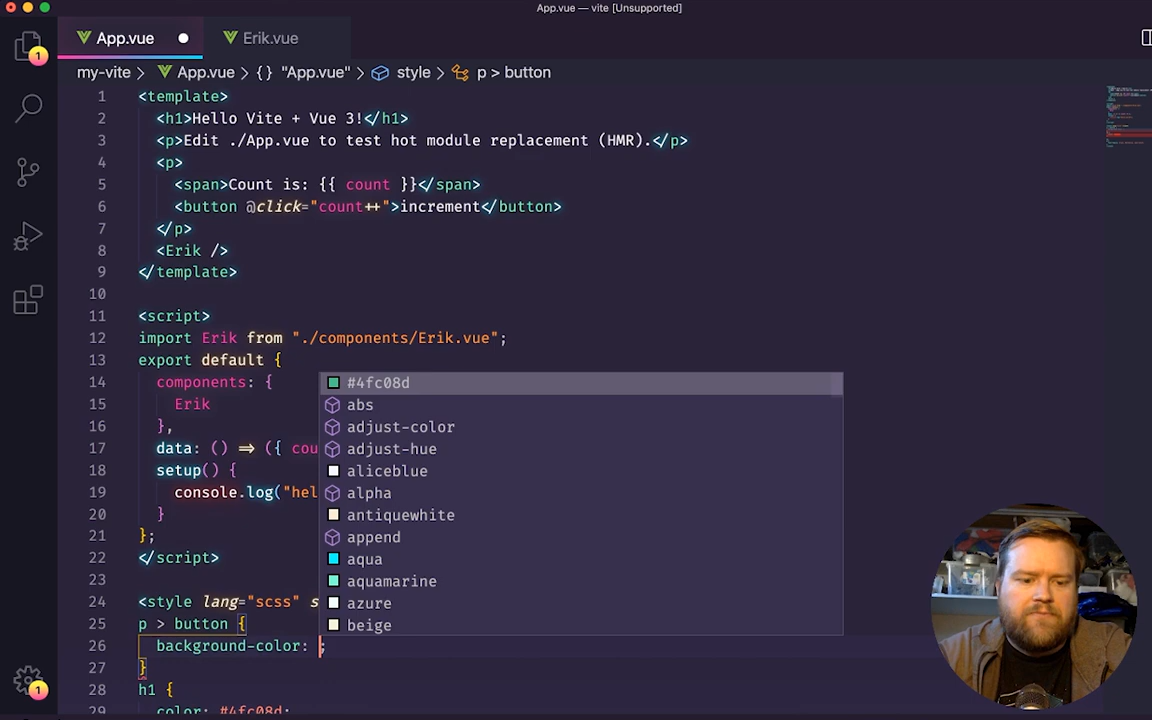 App.vue — vite [Unsupported]
App.vue
Erik.vue
1
my-vite > App.vue > {} "App.vue" > style > p > button
1 <template>
2 <h1>Hello Vite + Vue 3!</h1>
3 <p>Edit ./App.vue to test hot module replacement (HMR).</p>
4 <p>
5 <span>Count is: {{ count }}</span>
6 <button @click="count++">increment</button>
7 </p>
8 <Erik />
9 </template>
10
11 <script>
12 import Erik from "./components/Erik.vue";
13 export default {
14 components: {
15 Erik
16 },
17 data: () => ({ cou
18 setup() {
19 console.log("hel
20 }
21 };
22 </script>
23
24 <style lang="scss" s
25 p > button {
26 background-color: ;
27 }
28 h1 {
29 color: #4fc08d;
#4fc08d
abs
adjust-color
adjust-hue
aliceblue
alpha
antiquewhite
append
aqua
aquamarine
azure
beige
1